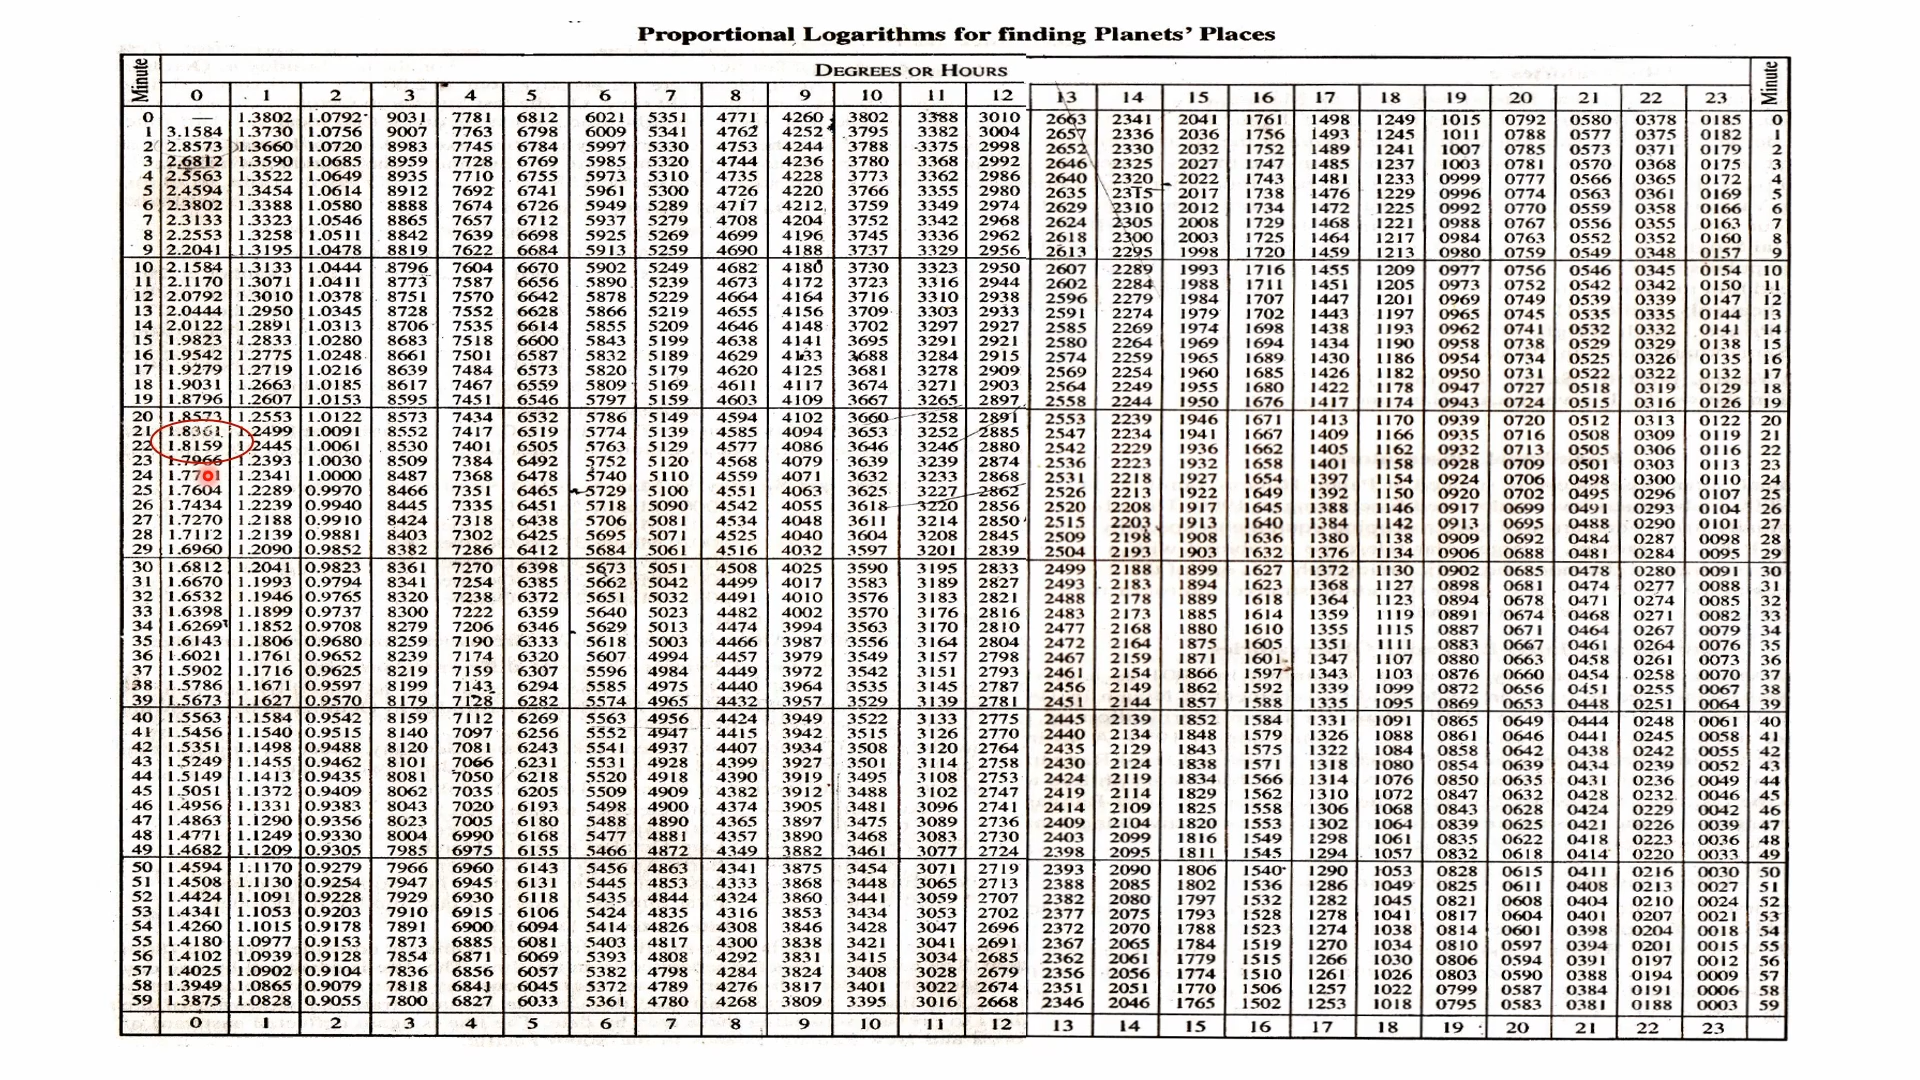 Proportional Logarithms for finding Planets' Places
Minute DEGREES OR HOURS Minute
0 1 2 3 4 5 6 7 8 9 10 11 12 13 14 15 16 17 18 19 20 21 22 23
0 — 1.3802 1.0792 9031 7781 6812 6021 5351 4771 4260 3802 3388 3010 2663 2341 2041 1761 1498 1249 1015 0792 0580 0378 0185 0
1 3.1584 1.3730 1.0756 9007 7763 6798 6009 5341 4762 4252 3795 3382 3004 2657 2336 2036 1756 1493 1245 1011 0788 0577 0375 0182 1
2 2.8573 1.3660 1.0720 8983 7745 6784 5997 5330 4753 4244 3788 3375 2998 2652 2330 2032 1752 1489 1241 1007 0785 0573 0371 0179 2
3 2.6812 1.3590 1.0685 8959 7728 6769 5985 5320 4744 4236 3780 3368 2992 2646 2325 2027 1747 1485 1237 1003 0781 0570 0368 0175 3
4 2.5563 1.3522 1.0649 8935 7710 6755 5973 5310 4735 4228 3773 3362 2986 2640 2320 2022 1743 1481 1233 0999 0777 0566 0365 0172 4
5 2.4594 1.3454 1.0614 8912 7692 6741 5961 5300 4726 4220 3766 3355 2980 2635 2315 2017 1738 1476 1229 0996 0774 0563 0361 0169 5
6 2.3802 1.3388 1.0580 8888 7674 6726 5949 5289 4717 4212 3759 3349 2974 2629 2310 2012 1734 1472 1225 0992 0770 0559 0358 0166 6
7 2.3133 1.3323 1.0546 8865 7657 6712 5937 5279 4708 4204 3752 3342 2968 2624 2305 2008 1729 1468 1221 0988 0767 0556 0355 0163 7
8 2.2553 1.3258 1.0511 8842 7639 6698 5925 5269 4699 4196 3745 3336 2962 2618 2300 2003 1725 1464 1217 0984 0763 0552 0352 0160 8
9 2.2041 1.3195 1.0478 8819 7622 6684 5913 5259 4690 4188 3737 3329 2956 2613 2295 1998 1720 1459 1213 0980 0759 0549 0348 0157 9
10 2.1584 1.3133 1.0444 8796 7604 6670 5902 5249 4682 4180 3730 3323 2950 2607 2289 1993 1716 1455 1209 0977 0756 0546 0345 0154 10
11 2.1170 1.3071 1.0411 8773 7587 6656 5890 5239 4673 4172 3723 3316 2944 2602 2284 1988 1711 1451 1205 0973 0752 0542 0342 0150 11
12 2.0792 1.3010 1.0378 8751 7570 6642 5878 5229 4664 4164 3716 3310 2938 2596 2279 1984 1707 1447 1201 0969 0749 0539 0339 0147 12
13 2.0444 1.2950 1.0345 8728 7552 6628 5866 5219 4655 4156 3709 3303 2933 2591 2274 1979 1702 1443 1197 0965 0745 0535 0335 0144 13
14 2.0122 1.2891 1.0313 8706 7535 6614 5855 5209 4646 4148 3702 3297 2927 2585 2269 1974 1698 1438 1193 0962 0741 0532 0332 0141 14
15 1.9823 1.2833 1.0280 8683 7518 6600 5843 5199 4638 4141 3695 3291 2921 2580 2264 1969 1694 1434 1190 0958 0738 0529 0329 0138 15
16 1.9542 1.2775 1.0248 8661 7501 6587 5832 5189 4629 4133 3688 3284 2915 2574 2259 1965 1689 1430 1186 0954 0734 0525 0326 0135 16
17 1.9279 1.2719 1.0216 8639 7484 6573 5820 5179 4620 4125 3681 3278 2909 2569 2254 1960 1685 1426 1182 0950 0731 0522 0322 0132 17
18 1.9031 1.2663 1.0185 8617 7467 6559 5809 5169 4611 4117 3674 3271 2903 2564 2249 1955 1680 1422 1178 0947 0727 0518 0319 0129 18
19 1.8796 1.2607 1.0153 8595 7451 6546 5797 5159 4603 4109 3667 3265 2897 2558 2244 1950 1676 1417 1174 0943 0724 0515 0316 0126 19
20 1.8573 1.2553 1.0122 8573 7434 6532 5786 5149 4594 4102 3660 3258 2891 2553 2239 1946 1671 1413 1170 0939 0720 0512 0313 0122 20
21 1.8361 1.2499 1.0091 8552 7417 6519 5774 5139 4585 4094 3653 3252 2885 2547 2234 1941 1667 1409 1166 0935 0716 0508 0309 0119 21
22 1.8159 1.2445 1.0061 8530 7401 6505 5763 5129 4577 4086 3646 3246 2880 2542 2229 1936 1662 1405 1162 0932 0713 0505 0306 0116 22
23 1.7966 1.2393 1.0030 8509 7384 6492 5752 5120 4568 4079 3639 3239 2874 2536 2223 1932 1658 1401 1158 0928 0709 0501 0303 0113 23
24 1.2341 1.0000 8487 7368 6478 5740 5110 4559 4071 3632 3233 2868 2531 2218 1927 1654 1397 1154 0924 0706 0498 0300 0110 24
25 1.7604 1.2289 0.9970 8466 7351 6465 5729 5100 4551 4063 3625 3227 2862 2526 2213 1922 1649 1392 1150 0920 0702 0495 0296 0107 25
26 1.7434 1.2239 0.9940 8445 7335 6451 5718 5090 4542 4055 3618 3220 2856 2520 2208 1917 1645 1388 1146 0917 0699 0491 0293 0104 26
27 1.7270 1.2188 0.9910 8424 7318 6438 5706 5081 4534 4048 3611 3214 2850 2515 2203 1913 1640 1384 1142 0913 0695 0488 0290 0101 27
28 1.7112 1.2139 0.9881 8403 7302 6425 5695 5071 4525 4040 3604 3208 2845 2509 2198 1908 1636 1380 1138 0909 0692 0484 0287 0098 28
29 1.6960 1.2090 0.9852 8382 7286 6412 5684 5061 4516 4032 3597 3201 2839 2504 2193 1903 1632 1376 1134 0906 0688 0481 0284 0095 29
30 1.6812 1.2041 0.9823 8361 7270 6398 5673 5051 4508 4025 3590 3195 2833 2499 2188 1899 1627 1372 1130 0902 0685 0478 0280 0091 30
31 1.6670 1.1993 0.9794 8341 7254 6385 5662 5042 4499 4017 3583 3189 2827 2493 2183 1894 1623 1368 1127 0898 0681 0474 0277 0088 31
32 1.6532 1.1946 0.9765 8320 7238 6372 5651 5032 4491 4010 3576 3183 2821 2488 2178 1889 1618 1364 1123 0894 0678 0471 0274 0085 32
33 1.6398 1.1899 0.9737 8300 7222 6359 5640 5023 4482 4002 3570 3176 2816 2483 2173 1885 1614 1359 1119 0891 0674 0468 0271 0082 33
34 1.6269 1.1852 0.9708 8279 7206 6346 5629 5013 4474 3994 3563 3170 2810 2477 2168 1880 1610 1355 1115 0887 0671 0464 0267 0079 34
35 1.6143 1.1806 0.9680 8259 7190 6333 5618 5003 4466 3987 3556 3164 2804 2472 2164 1875 1605 1351 1111 0883 0667 0461 0264 0076 35
36 1.6021 1.1761 0.9652 8239 7174 6320 5607 4994 4457 3979 3549 3157 2798 2467 2159 1871 1601 1347 1107 0880 0663 0458 0261 0073 36
37 1.5902 1.1716 0.9625 8219 7159 6307 5596 4984 4449 3972 3542 3151 2793 2461 2154 1866 1597 1343 1103 0876 0660 0454 0258 0070 37
38 1.5786 1.1671 0.9597 8199 7143 6294 5585 4975 4440 3964 3535 3145 2787 2456 2149 1862 1592 1339 1099 0872 0656 0451 0255 0067 38
39 1.5673 1.1627 0.9570 8179 7128 6282 5574 4965 4432 3957 3529 3139 2781 2451 2144 1857 1588 1335 1095 0869 0653 0448 0251 0064 39
40 1.5563 1.1584 0.9542 8159 7112 6269 5563 4956 4424 3949 3522 3133 2775 2445 2139 1852 1584 1331 1091 0865 0649 0444 0248 0061 40
41 1.5456 1.1540 0.9515 8140 7097 6256 5552 4947 4415 3942 3515 3126 2770 2440 2134 1848 1579 1326 1088 0861 0646 0441 0245 0058 41
42 1.5351 1.1498 0.9488 8120 7081 6243 5541 4937 4407 3934 3508 3120 2764 2435 2129 1843 1575 1322 1084 0858 0642 0438 0242 0055 42
43 1.5249 1.1455 0.9462 8101 7066 6231 5531 4928 4399 3927 3501 3114 2758 2430 2124 1838 1571 1318 1080 0854 0639 0434 0239 0052 43
44 1.5149 1.1413 0.9435 8081 7050 6218 5520 4918 4390 3919 3495 3108 2753 2424 2119 1834 1566 1314 1076 0850 0635 0431 0236 0049 44
45 1.5051 1.1372 0.9409 8062 7035 6205 5509 4909 4382 3912 3488 3102 2747 2419 2114 1829 1562 1310 1072 0847 0632 0428 0232 0046 45
46 1.4956 1.1331 0.9383 8043 7020 6193 5498 4900 4374 3905 3481 3096 2741 2414 2109 1825 1558 1306 1068 0843 0628 0424 0229 0042 46
47 1.4863 1.1290 0.9356 8023 7005 6180 5488 4890 4365 3897 3475 3089 2736 2409 2104 1820 1553 1302 1064 0839 0625 0421 0226 0039 47
48 1.4771 1.1249 0.9330 8004 6990 6168 5477 4881 4357 3890 3468 3083 2730 2403 2099 1816 1549 1298 1061 0835 0622 0418 0223 0036 48
49 1.4682 1.1209 0.9305 7985 6975 6155 5466 4872 4349 3882 3461 3077 2724 2398 2095 1811 1545 1294 1057 0832 0618 0414 0220 0033 49
50 1.4594 1.1170 0.9279 7966 6960 6143 5456 4863 4341 3875 3454 3071 2719 2393 2090 1806 1540 1290 1053 0828 0615 0411 0216 0030 50
51 1.4508 1.1130 0.9254 7947 6945 6131 5445 4853 4333 3868 3448 3065 2713 2388 2085 1802 1536 1286 1049 0825 0611 0408 0213 0027 51
52 1.4424 1.1091 0.9228 7929 6930 6118 5435 4844 4324 3860 3441 3059 2707 2382 2080 1797 1532 1282 1045 0821 0608 0404 0210 0024 52
53 1.4341 1.1053 0.9203 7910 6915 6106 5424 4835 4316 3853 3434 3053 2702 2377 2075 1793 1528 1278 1041 0817 0604 0401 0207 0021 53
54 1.4260 1.1015 0.9178 7891 6900 6094 5414 4826 4308 3846 3428 3047 2696 2372 2070 1788 1523 1274 1038 0814 0601 0398 0204 0018 54
55 1.4180 1.0977 0.9153 7873 6885 6081 5403 4817 4300 3838 3421 3041 2691 2367 2065 1784 1519 1270 1034 0810 0597 0394 0201 0015 55
56 1.4102 1.0939 0.9128 7854 6871 6069 5393 4808 4292 3831 3415 3034 2685 2362 2061 1779 1515 1266 1030 0806 0594 0391 0197 0012 56
57 1.4025 1.0902 0.9104 7836 6856 6057 5382 4798 4284 3824 3408 3028 2679 2356 2056 1774 1510 1261 1026 0803 0590 0388 0194 0009 57
58 1.3949 1.0865 0.9079 7818 6841 6045 5372 4789 4276 3817 3401 3022 2674 2351 2051 1770 1506 1257 1022 0799 0587 0384 0191 0006 58
59 1.3875 1.0828 0.9055 7800 6827 6033 5361 4780 4268 3809 3395 3016 2668 2346 2046 1765 1502 1253 1018 0795 0583 0381 0188 0003 59
0 1 2 3 4 5 6 7 8 9 10 11 12 13 14 15 16 17 18 19 20 21 22 23